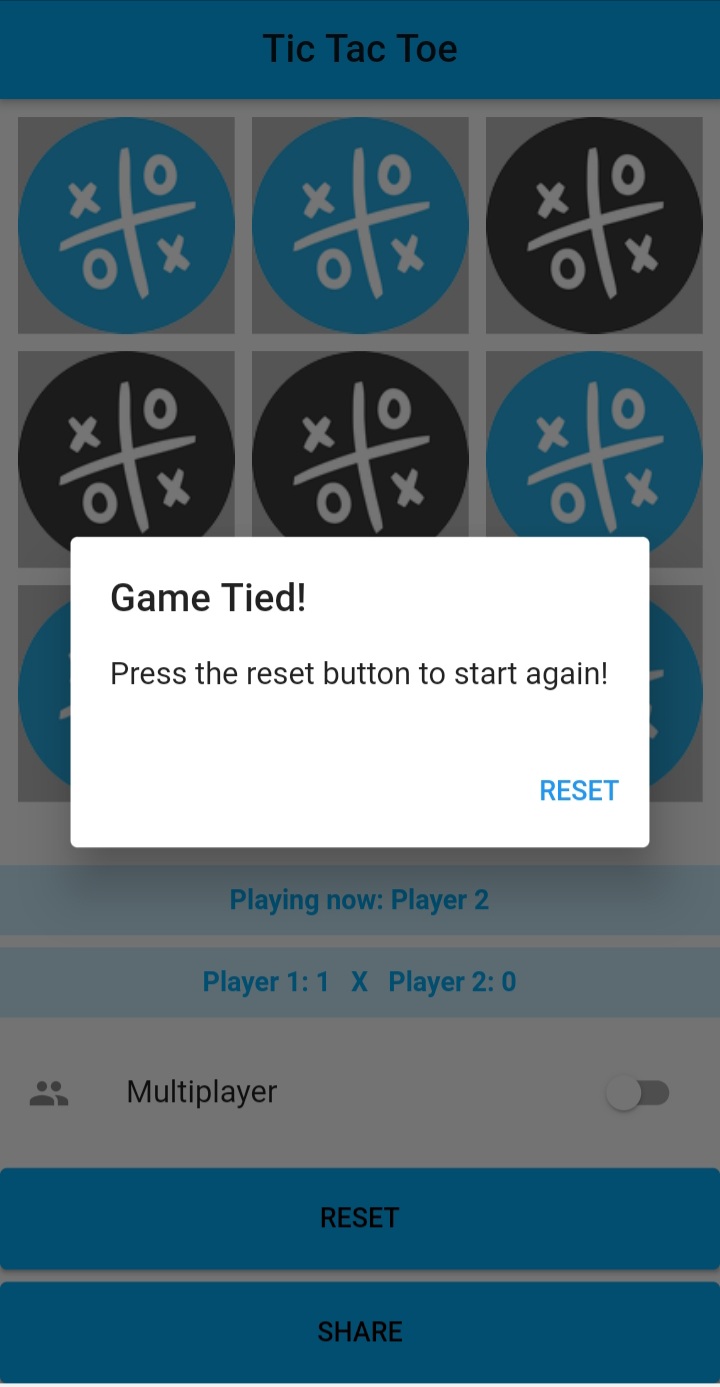 Tic Tac Toe
Game Tied!
Press the reset button to start again!
RESET
Playing now: Player 2
Player 1: 1 X Player 2: 0
Multiplayer
RESET
SHARE